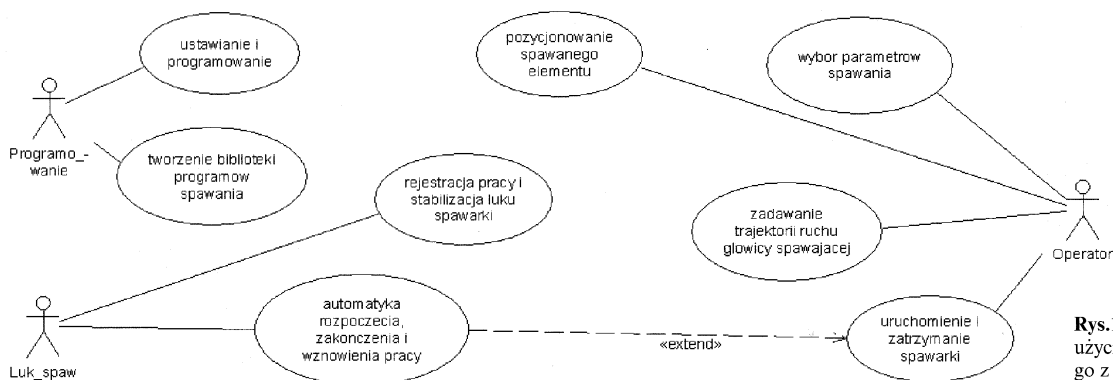 ustawianie i
programowanie
Programo_-
wanie
tworzenie biblioteki
programow
spawania
pozycjonowanie
spawanego
elementu
wybor parametrow
spawania
rejestracja pracy i
stabilizacja luku
spawarki
zadawanie
trajektorii ruchu
glowicy spawajacej
Operator
Luk_spaw
automatyka
rozpoczecia,
zakonczenia i
wznowienia pracy
«extend»
uruchomienie i
zatrzymanie
spawarki
Rys.
użyc
go z